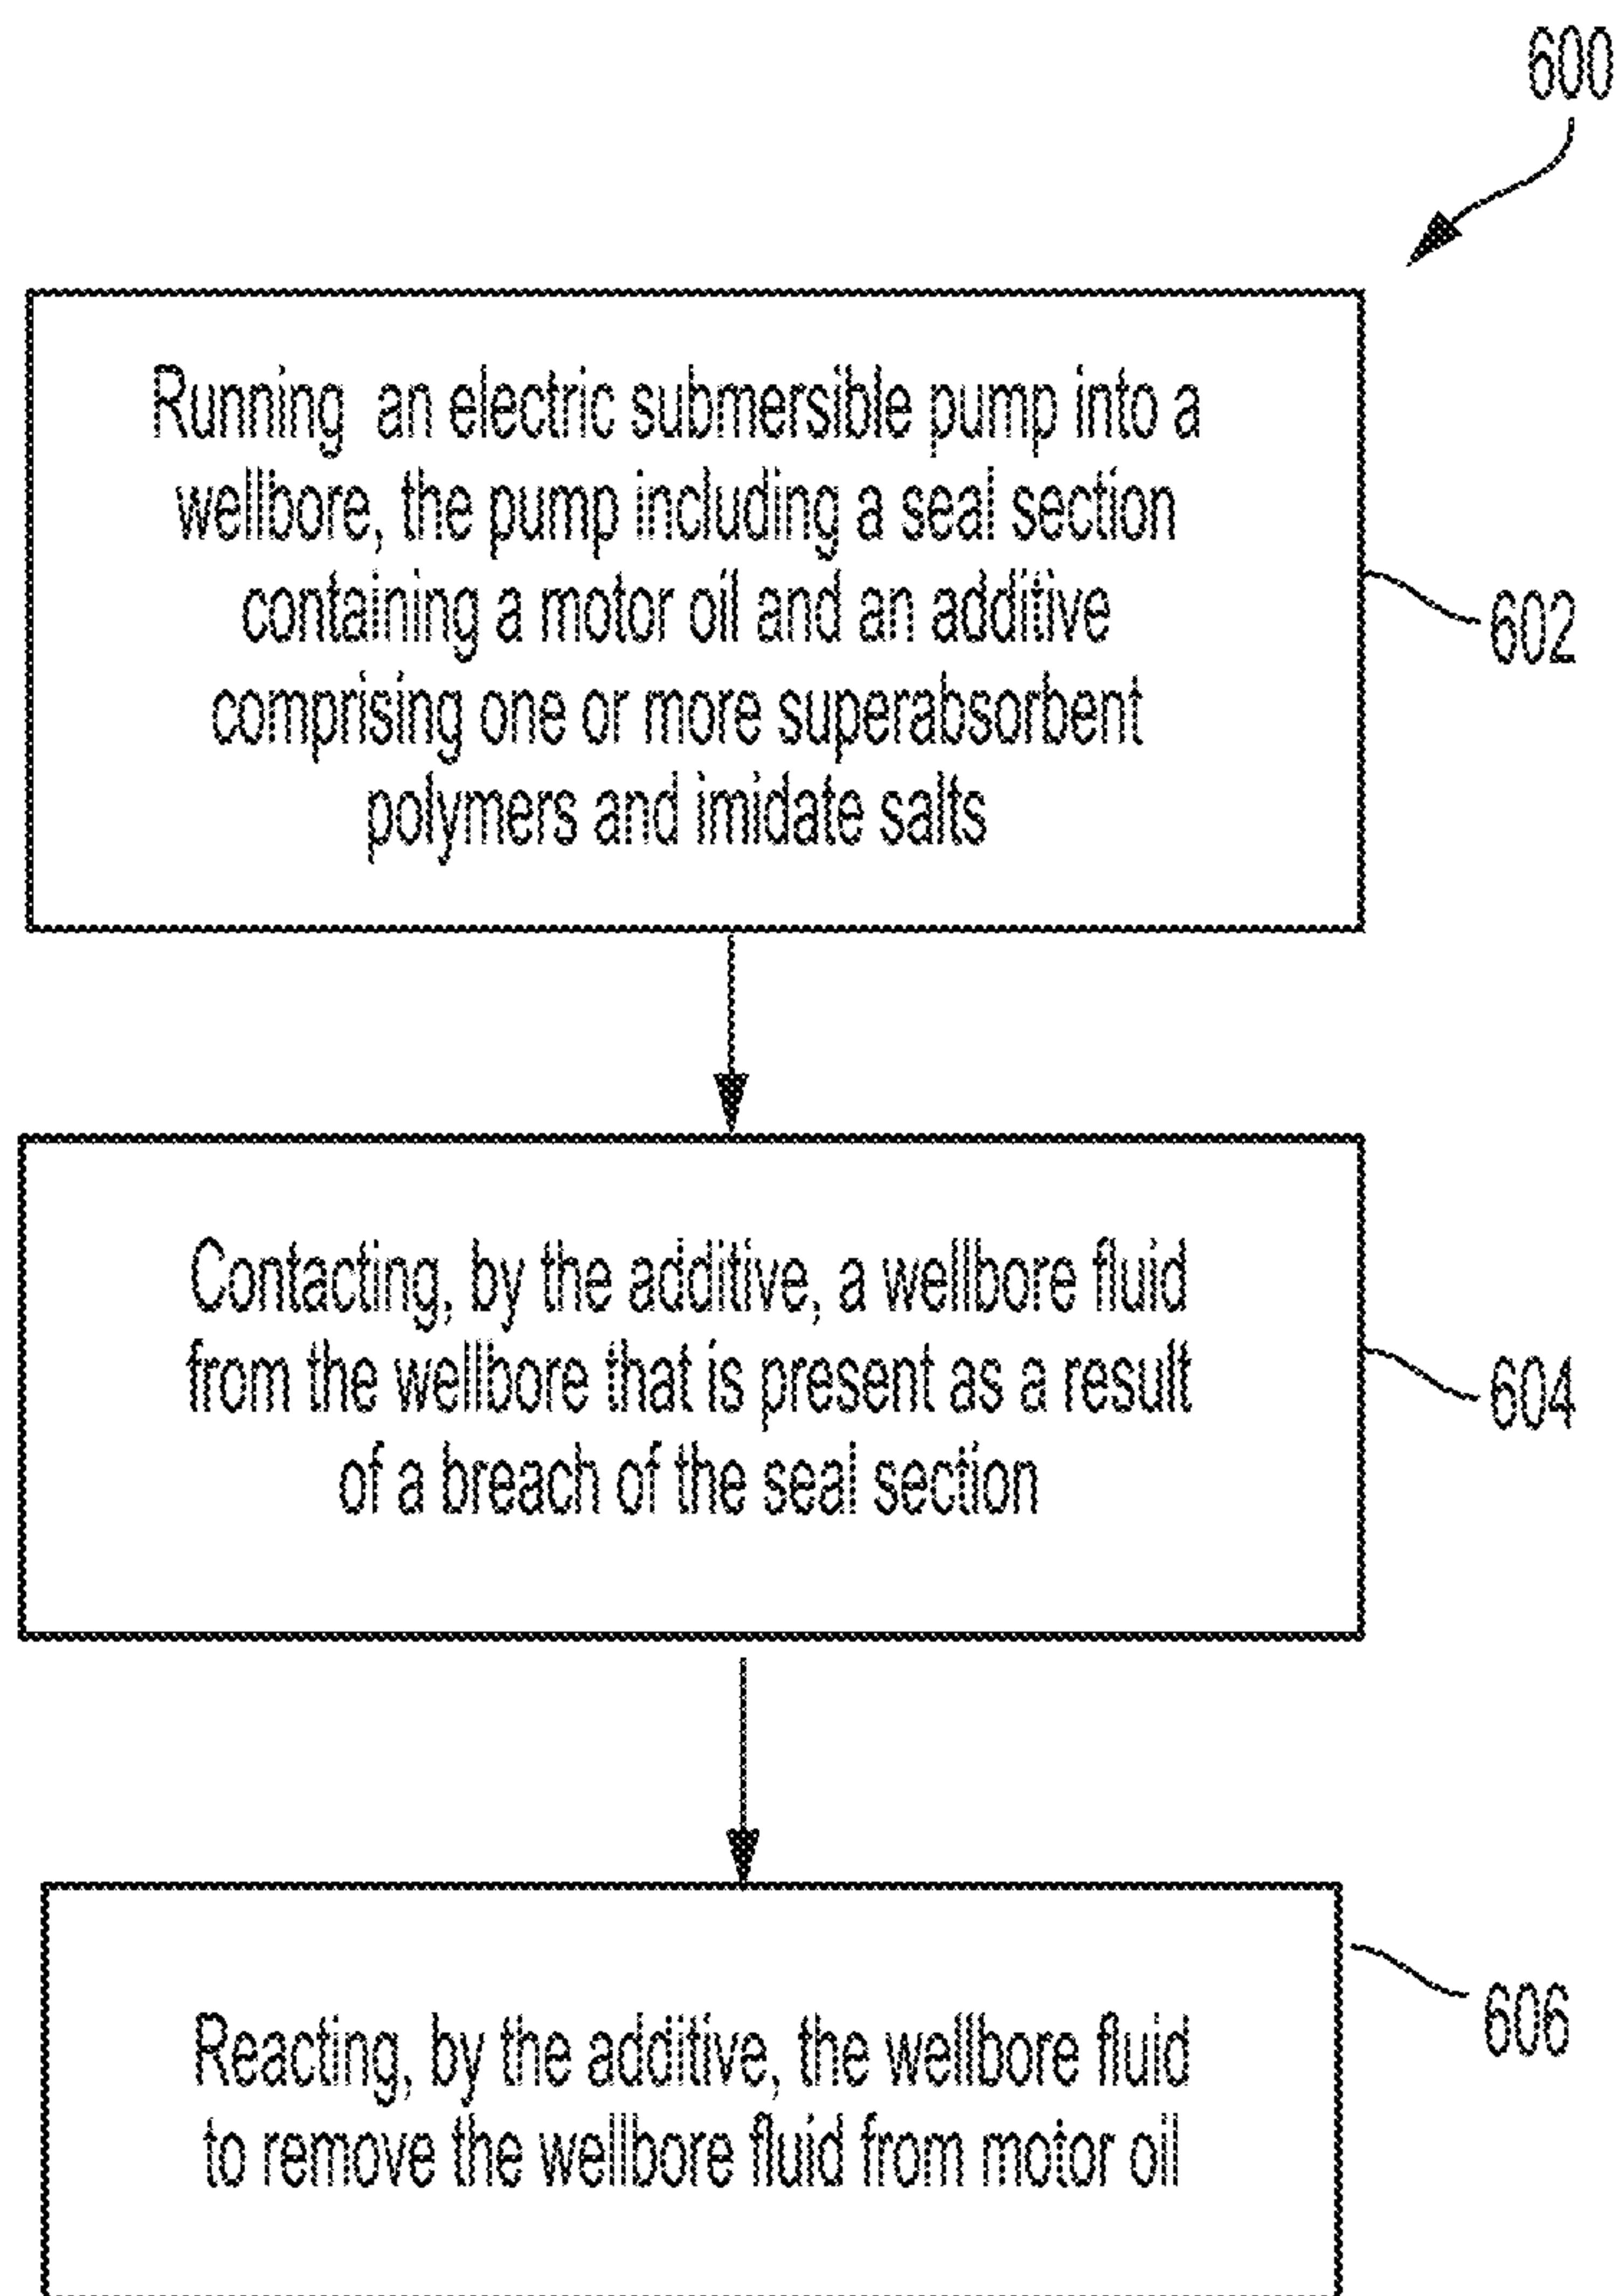 600
Running an electric submersible pump into a
wellbore, the pump including a seal section
containing a motor oil and an additive
comprising one or more superabsorbent
polymers and imidate salts
602
Contacting, by the additive, a wellbore fluid
from the wellbore that is present as a result
of a breach of the seal section
604
Reacting, by the additive, the wellbore fluid
to remove the wellbore fluid from motor oil
606